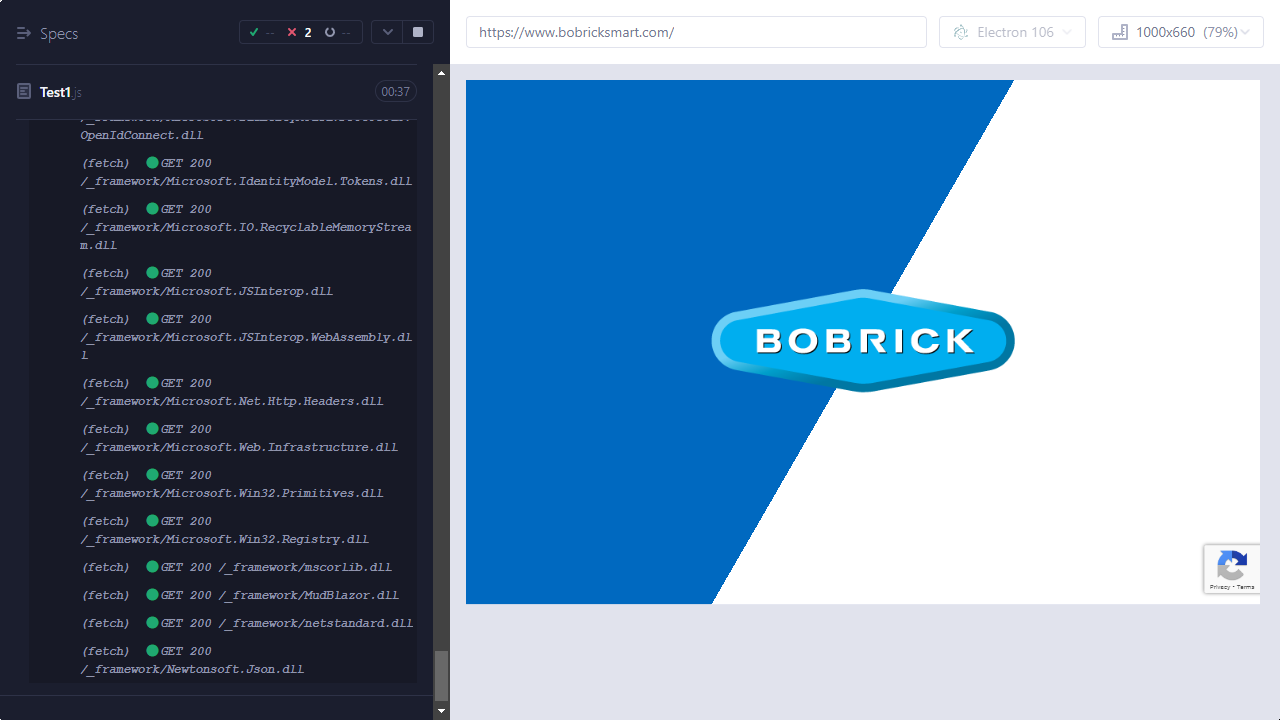 Specs
-- 2 --
https://www.bobricksmart.com/
Electron 106
1000x660 (79%)
Test1.js
00:37
OpenIdConnect.dll
(fetch) GET 200
/_framework/Microsoft.IdentityModel.Tokens.dll
(fetch) GET 200
/_framework/Microsoft.IO.RecyclableMemoryStrea
m.dll
(fetch) GET 200
/_framework/Microsoft.JSInterop.dll
(fetch) GET 200
/_framework/Microsoft.JSInterop.WebAssembly.dl
l
(fetch) GET 200
/_framework/Microsoft.Net.Http.Headers.dll
(fetch) GET 200
/_framework/Microsoft.Web.Infrastructure.dll
(fetch) GET 200
/_framework/Microsoft.Win32.Primitives.dll
(fetch) GET 200
/_framework/Microsoft.Win32.Registry.dll
(fetch) GET 200 /_framework/mscorlib.dll
(fetch) GET 200 /_framework/MudBlazor.dll
(fetch) GET 200 /_framework/netstandard.dll
(fetch) GET 200
/_framework/Newtonsoft.Json.dll
BOBRICK
Privacy - Terms